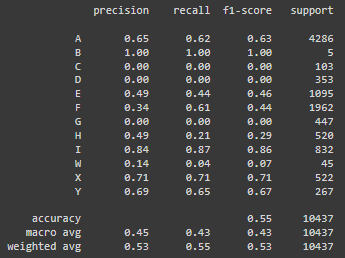 precision recall f1-score support
A 0.65 0.62 0.63 4286
B 1.00 1.00 1.00 5
C 0.00 0.00 0.00 103
D 0.00 0.00 0.00 353
E 0.49 0.44 0.46 1095
F 0.34 0.61 0.44 1962
G 0.00 0.00 0.00 447
H 0.49 0.21 0.29 520
I 0.84 0.87 0.86 832
W 0.14 0.04 0.07 45
X 0.71 0.71 0.71 522
Y 0.69 0.65 0.67 267
accuracy 0.55 10437
macro avg 0.45 0.43 0.43 10437
weighted avg 0.53 0.55 0.53 10437